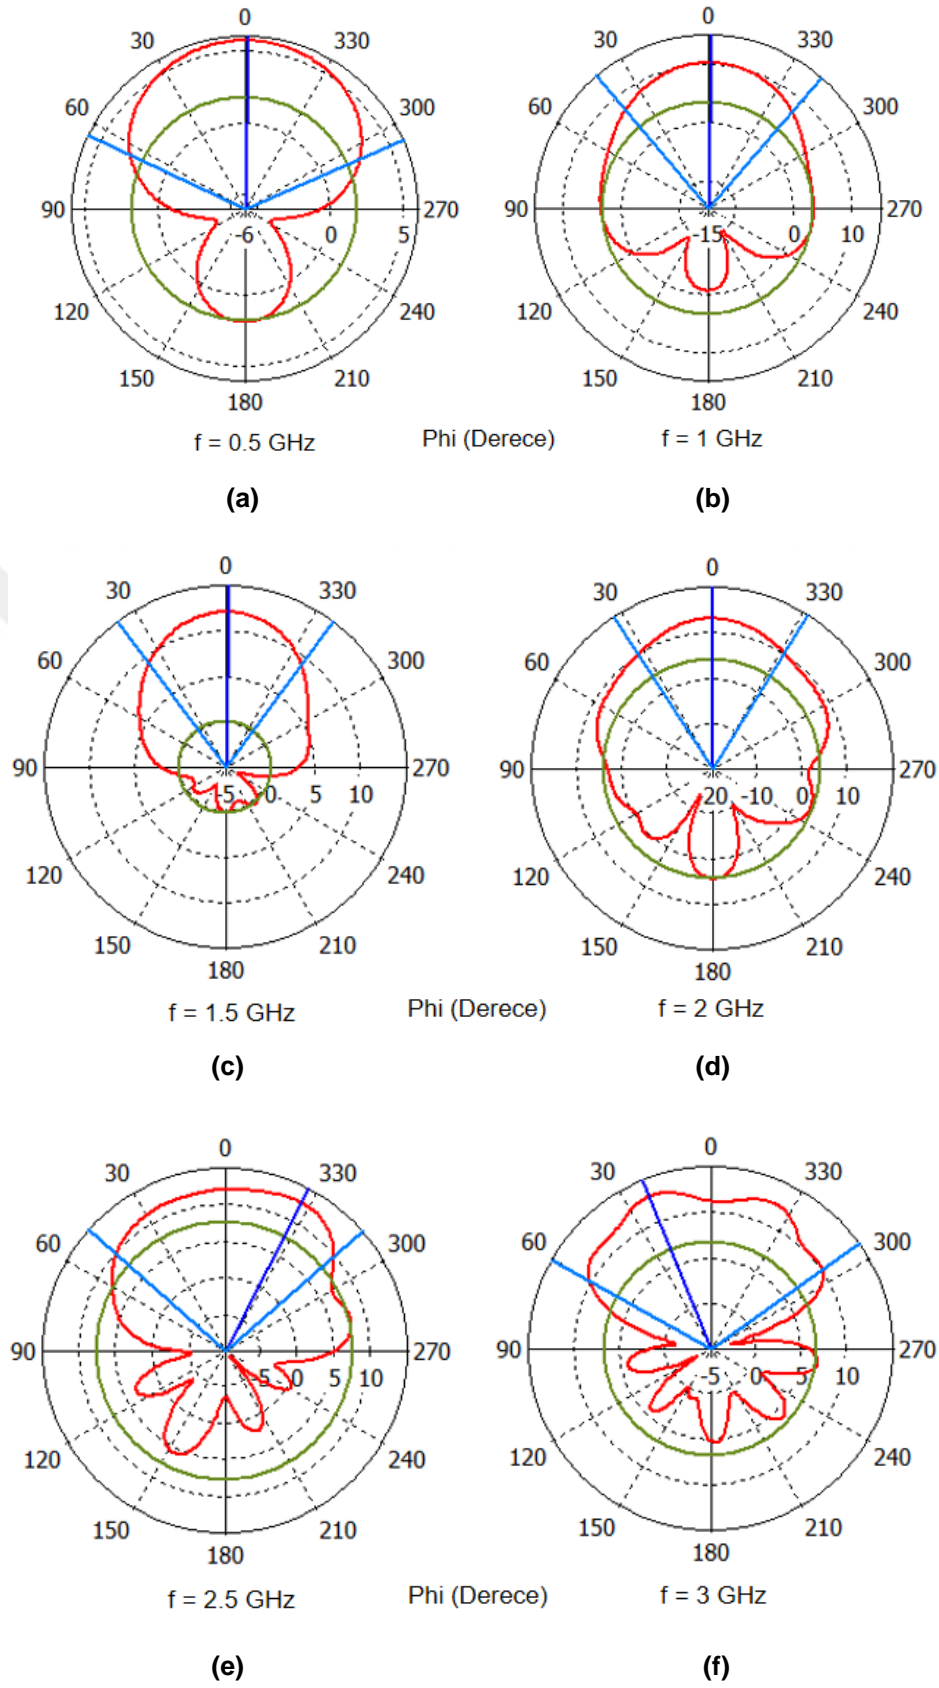 0 0
30 330 30 330
60 300 60 300
90 -6 0 5 270 90 -15 0 10 270
120 240 120 240
150 210 150 210
180 180
f = 0.5 GHz Phi (Derece) f = 1 GHz
(a) (b)
0 0
30 330 30 330
60 300 60 300
90 -5 0 5 10 270 90 -20 -10 0 10 270
120 240 120 240
150 210 150 210
180 180
f = 1.5 GHz Phi (Derece) f = 2 GHz
(c) (d)
0 0
30 330 30 330
60 300 60 300
90 -5 0 5 10 270 90 -5 0 5 10 270
120 240 120 240
150 210 150 210
180 180
f = 2.5 GHz Phi (Derece) f = 3 GHz
(e) (f)